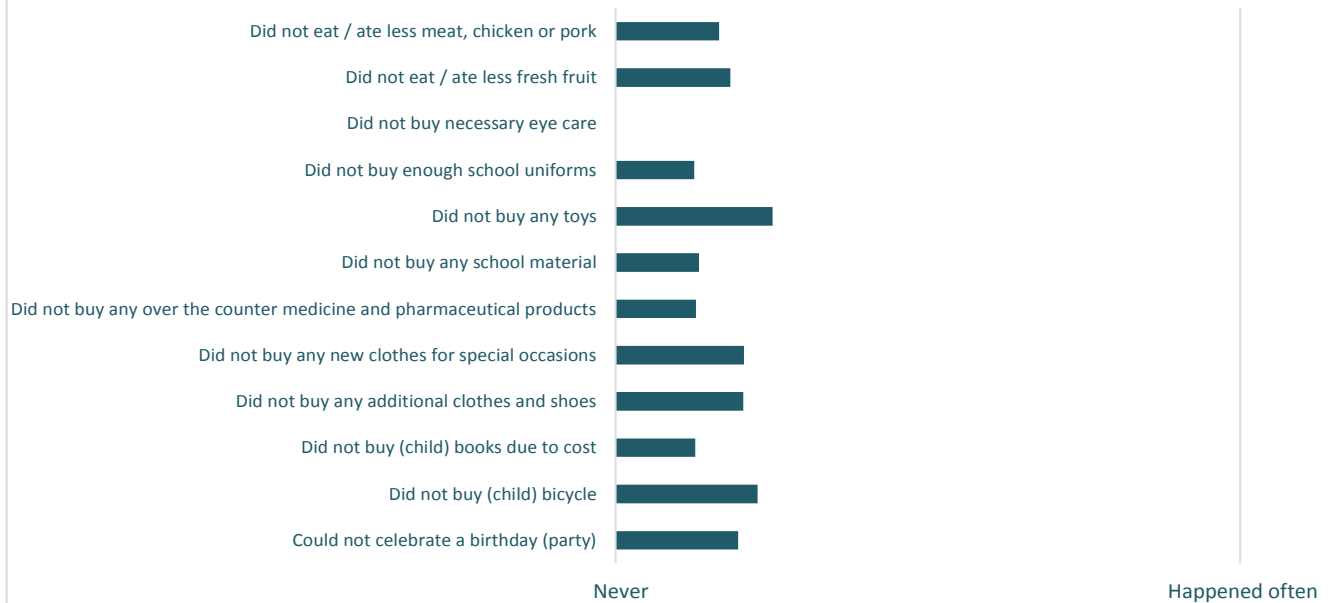 Did not eat / ate less meat, chicken or pork
Did not eat / ate less fresh fruit
Did not buy necessary eye care
Did not buy enough school uniforms
Did not buy any toys
Did not buy any school material
Did not buy any over the counter medicine and pharmaceutical products
Did not buy any new clothes for special occasions
Did not buy any additional clothes and shoes
Did not buy (child) books due to cost
Did not buy (child) bicycle
Could not celebrate a birthday (party)
Never Happened often